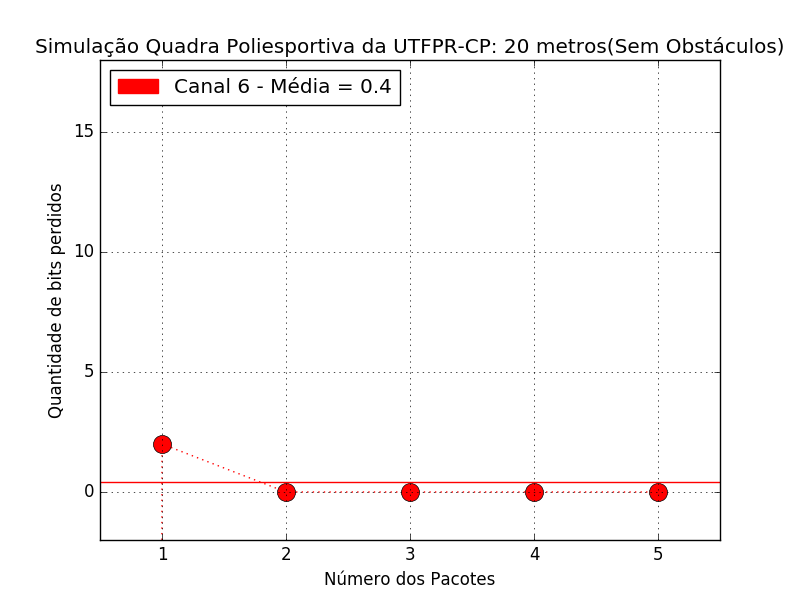 Simulação Quadra Poliesportiva da UTFPR-CP: 20 metros(Sem Obstáculos)
Canal 6 - Média = 0.4
Quantidade de bits perdidos
15
10
5
0
1 2 3 4 5
Número dos Pacotes